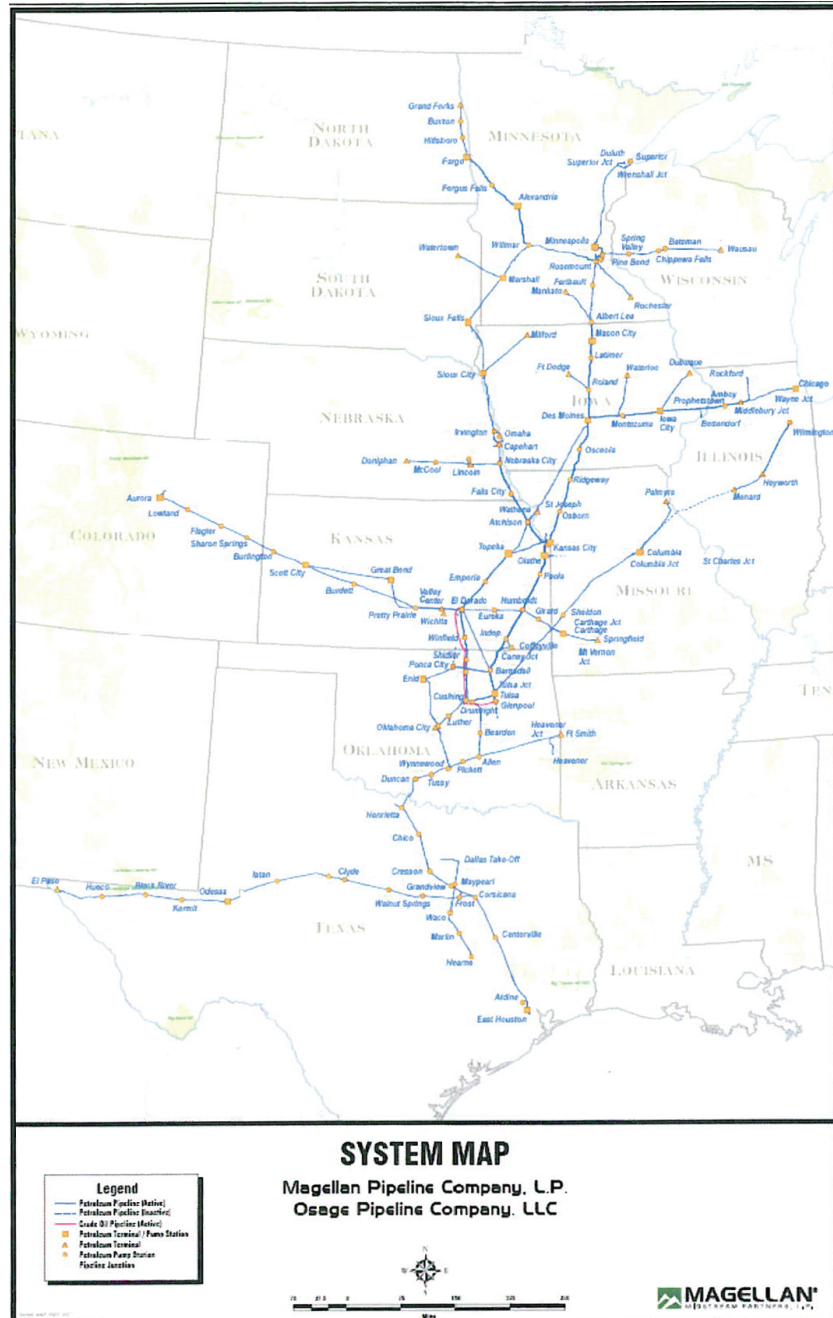 Grand Forks
Buxton
Hillsboro
NORTH
DAKOTA
MINNESOTA
TANA
Fargo
Duluth
Superior Jct
Superior
Wrenshall Jct
Fergus Falls
Alexandria
Watertown
Willmar
Minneapolis
Spring
Valley
Bateman
Wausau
Rosemount
Pine Bend
Chippewa Falls
SOUTH
DAKOTA
Marshall
Faribault
Mankato
WISCONSIN
Rochester
Sioux Falls
Albert Lea
WYOMING
Milford
Mason City
Latimer
Sioux City
Ft Dodge
Waterloo
Dubuque
Rockford
Chicago
Roland
IOWA
Amboy
Wayne Jct
NEBRASKA
Prophetstown
Middlebury Jct
Des Moines
Montezuma
Iowa
City
Bettendorf
Irvington
Omaha
Capehart
Wilmington
Doniphan
McCool
Lincoln
Nebraska City
Osceola
ILLINOIS
Ridgeway
Heyworth
Aurora
Falls City
Palmyra
Menard
Lowland
Wathena
St Joseph
Osborn
Flagler
Atchison
COLORADO
Sharon Springs
KANSAS
Topeka
Kansas City
Columbia
Burlington
Olathe
Columbia Jct
St Charles Jct
Scott City
Great Bend
Emporia
Paola
MISSOURI
Burdett
Valley
Center
El Dorado
Humboldt
Pretty Prairie
Wichita
Eureka
Girard
Sheldon
Carthage Jct
Carthage
Winfield
Indep.
Coffeyville
Springfield
Shidler
Caney Jct
Mt Vernon
Jct
Ponca City
Barnsdall
Enid
Tulsa Jct
TEN
Cushing
Tulsa
Drumright
Glenpool
Luther
Heavener
Jct
Oklahoma City
Bearden
Ft Smith
NEW MEXICO
OKLAHOMA
Wynnewood
Allen
Heavener
Pickett
ARKANSAS
Duncan
Tussy
Henrietta
Chico
MS
Dallas Take-Off
El Paso
Iatan
Clyde
Cresson
Hueco
Black River
Odessa
Grandview
Maypearl
Kermit
Walnut Springs
Frost
Corsicana
TEXAS
Waco
Marlin
Centerville
Hearne
LOUISIANA
Aldine
East Houston
SYSTEM MAP
Magellan Pipeline Company, L.P.
Osage Pipeline Company, LLC
Legend
Petroleum Pipeline (Active)
Petroleum Pipeline (Inactive)
Crude Oil Pipeline (Active)
Petroleum Terminal / Pump Station
Petroleum Terminal
Petroleum Pump Station
Pipeline Junction
N
W
E
S
Miles
MAGELLAN
MIDSTREAM PARTNERS, L.P.